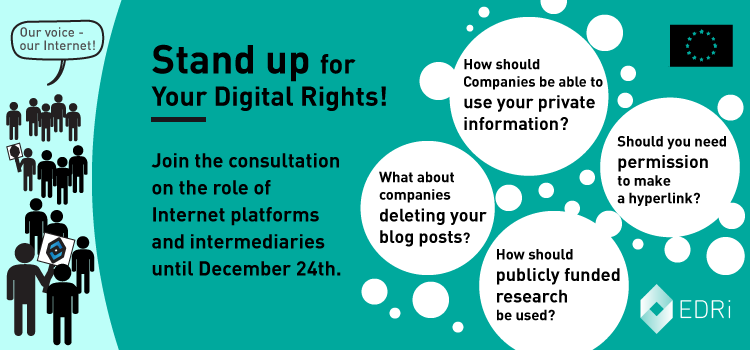 Our voice -
our Internet!
Stand up for
Your Digital Rights!
Join the consultation
on the role of
Internet platforms
and intermediaries
until December 24th.
How should
Companies be able to
use your private
information?
Should you need
permission
to make
a hyperlink?
What about
companies
deleting your
blog posts?
How should
publicly funded
research
be used?
EDRi